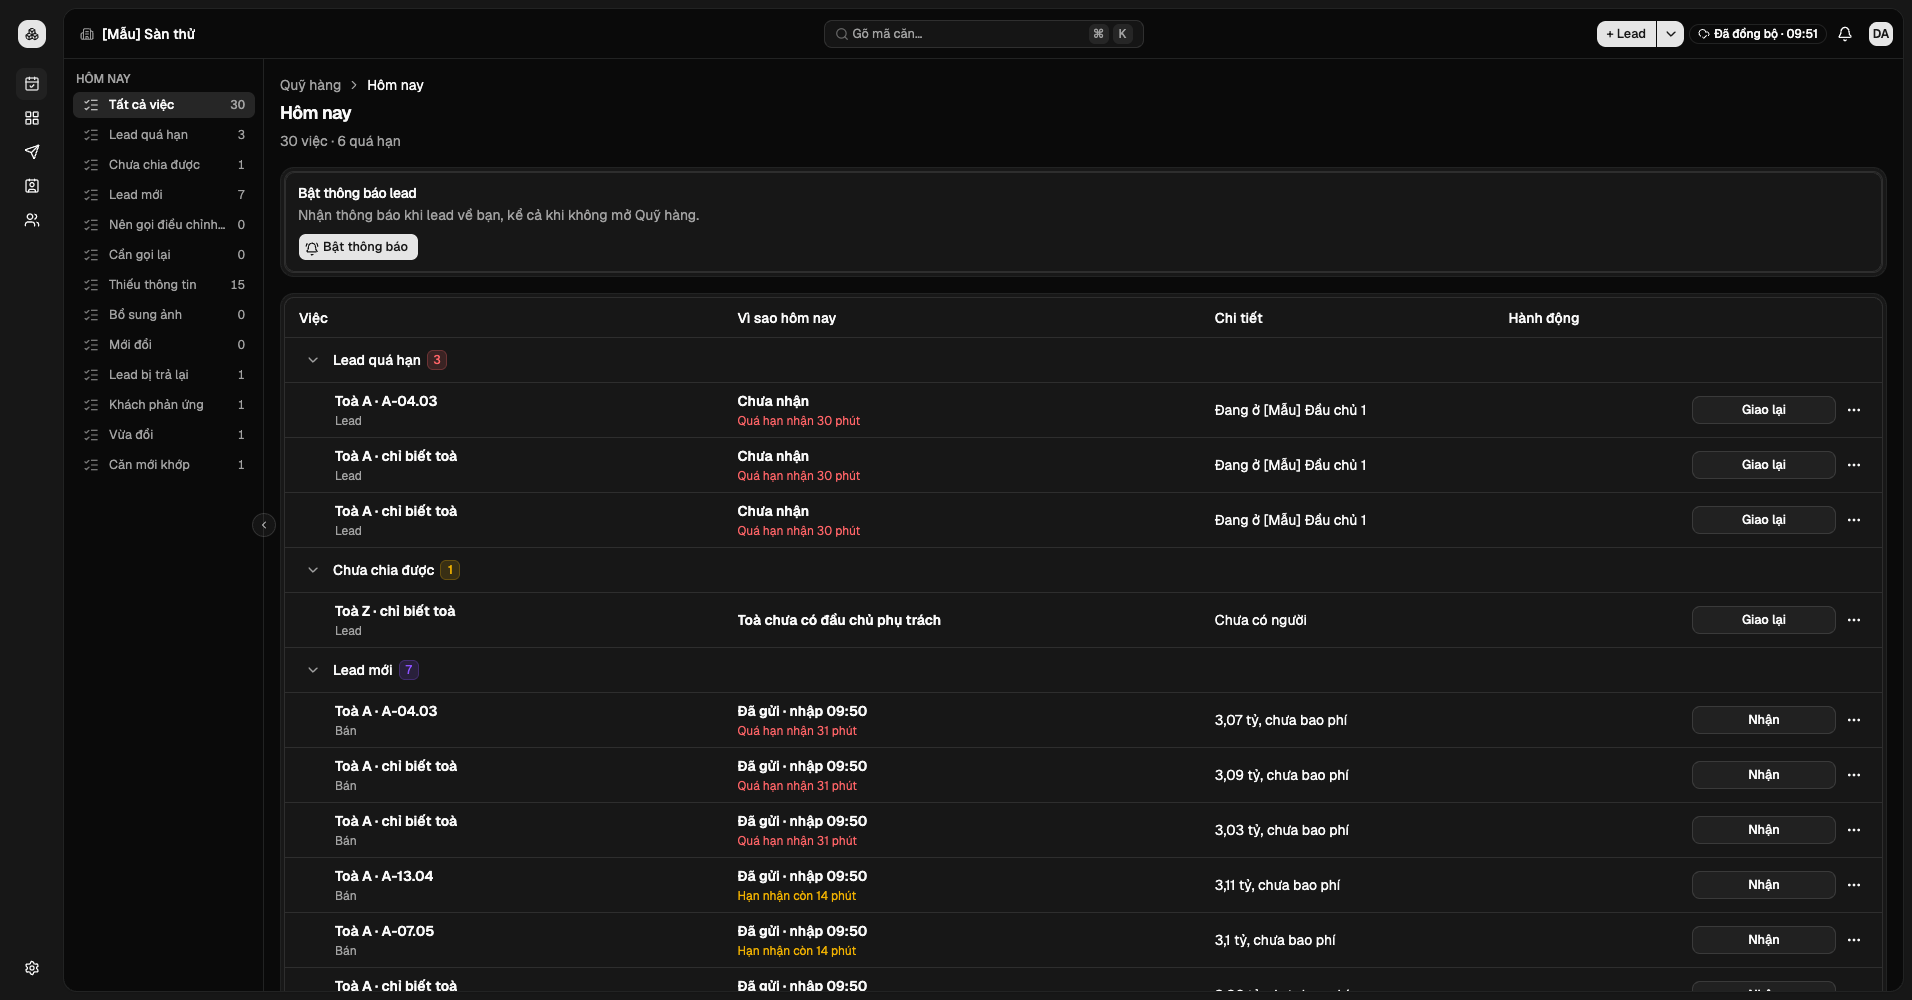 [Mẫu] Sàn thử
Gõ mã căn...
⌘ K
+ Lead
Đã đồng bộ · 09:51
DA
HÔM NAY
Tất cả việc 30
Lead quá hạn 3
Chưa chia được 1
Lead mới 7
Nên gọi điều chỉnh... 0
Cần gọi lại 0
Thiếu thông tin 15
Bổ sung ảnh 0
Mới đổi 0
Lead bị trả lại 1
Khách phản ứng 1
Vừa đổi 1
Căn mới khớp 1
Quỹ hàng > Hôm nay
Hôm nay
30 việc · 6 quá hạn
Bật thông báo lead
Nhận thông báo khi lead về bạn, kể cả khi không mở Quỹ hàng.
Bật thông báo
Việc Vì sao hôm nay Chi tiết Hành động
Lead quá hạn 3
Toà A · A-04.03 Chưa nhận Đang ở [Mẫu] Đầu chủ 1 Giao lại
Lead Quá hạn nhận 30 phút
Toà A · chỉ biết toà Chưa nhận Đang ở [Mẫu] Đầu chủ 1 Giao lại
Lead Quá hạn nhận 30 phút
Toà A · chỉ biết toà Chưa nhận Đang ở [Mẫu] Đầu chủ 1 Giao lại
Lead Quá hạn nhận 30 phút
Chưa chia được 1
Toà Z · chỉ biết toà Toà chưa có đầu chủ phụ trách Chưa có người Giao lại
Lead
Lead mới 7
Toà A · A-04.03 Đã gửi · nhập 09:50 3,07 tỷ, chưa bao phí Nhận
Bán Quá hạn nhận 31 phút
Toà A · chỉ biết toà Đã gửi · nhập 09:50 3,09 tỷ, chưa bao phí Nhận
Bán Quá hạn nhận 31 phút
Toà A · chỉ biết toà Đã gửi · nhập 09:50 3,03 tỷ, chưa bao phí Nhận
Bán Quá hạn nhận 31 phút
Toà A · A-13.04 Đã gửi · nhập 09:50 3,11 tỷ, chưa bao phí Nhận
Bán Hạn nhận còn 14 phút
Toà A · A-07.05 Đã gửi · nhập 09:50 3,1 tỷ, chưa bao phí Nhận
Bán Hạn nhận còn 14 phút
Toà A · chỉ biết toà Đã gửi · nhập 09:50